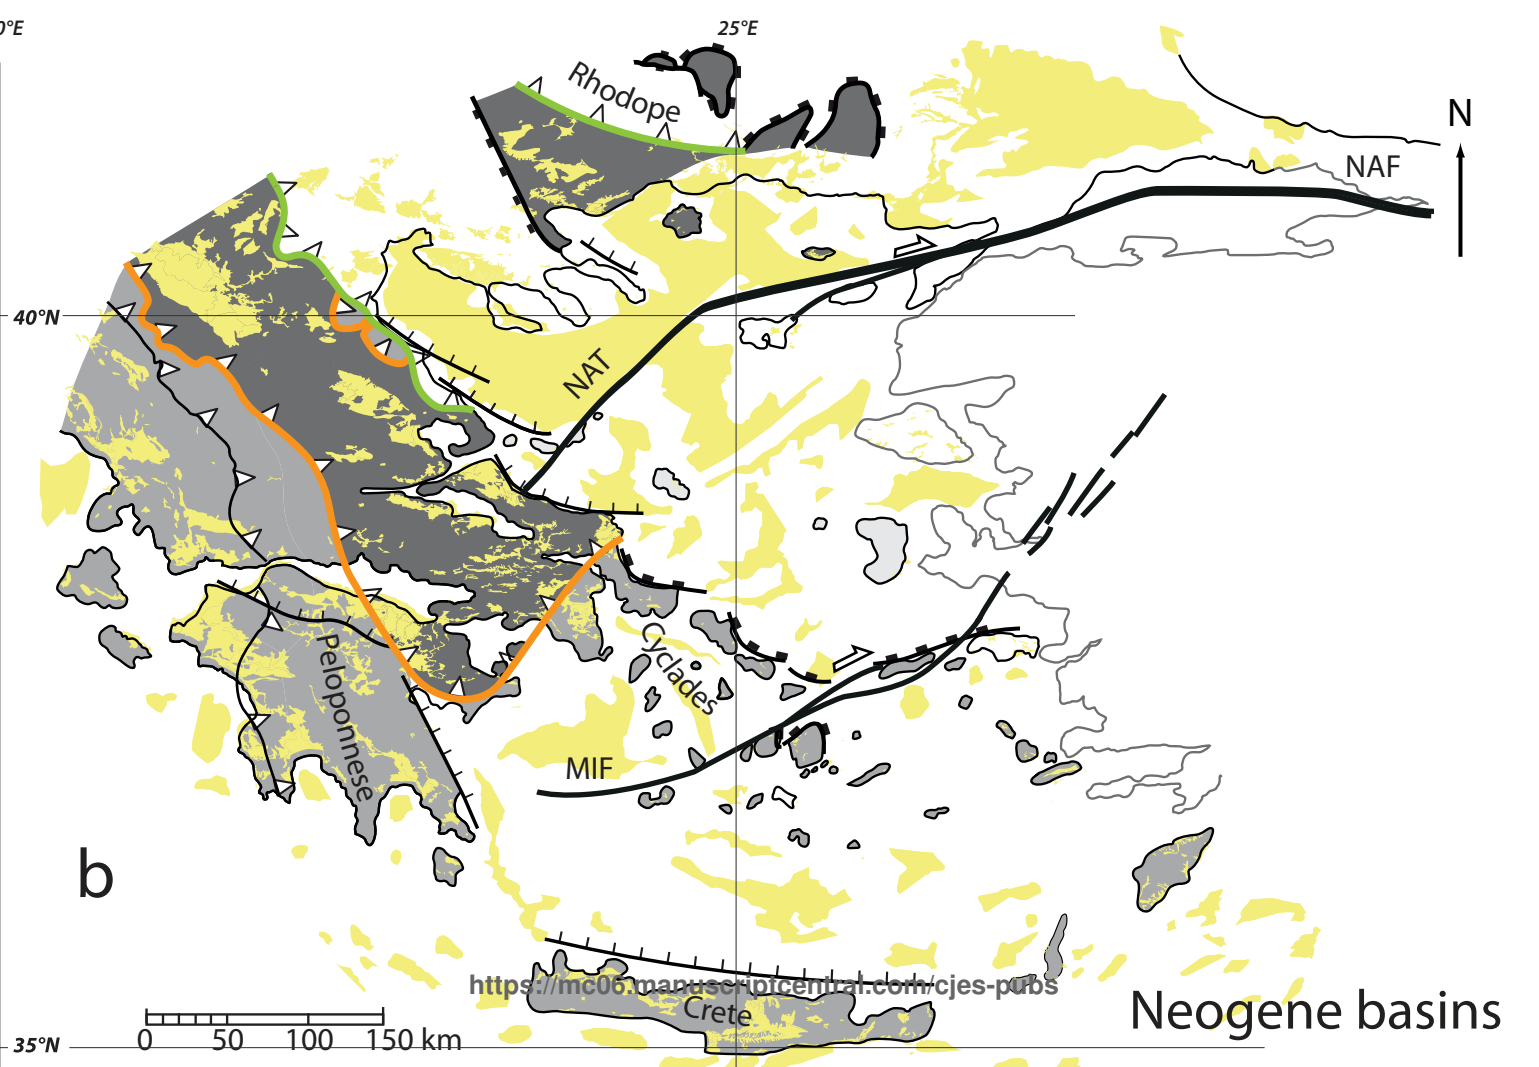 0°E
25°E
Rhodope
N
NAF
40°N
NAT
Cyclades
Peloponnese
MIF
b
https://mc06.manuscriptcentral.com/cjes-pubs
Crete
Neogene basins
0 50 100 150 km
35°N